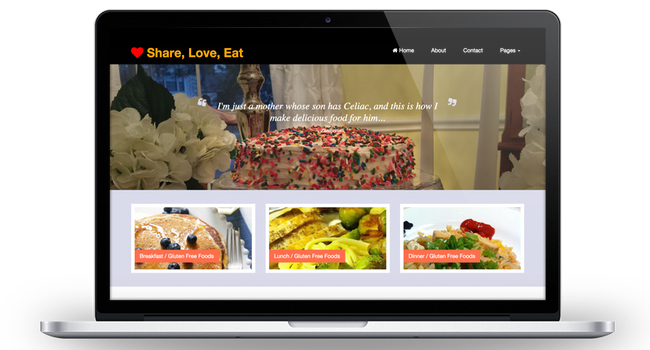 Share, Love, Eat
Home About Contact Pages
“ I'm just a mother whose son has Celiac, and this is how I ”
make delicious food for him...
Breakfast / Gluten Free Foods
Lunch / Gluten Free Foods
Dinner / Gluten Free Foods